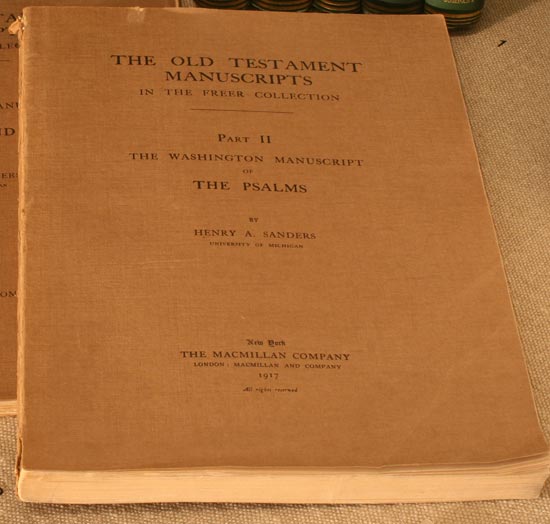 THE OLD TESTAMENT
MANUSCRIPTS
IN THE FREER COLLECTION
PART II
THE WASHINGTON MANUSCRIPT
OF
THE PSALMS
BY
HENRY A. SANDERS
UNIVERSITY OF MICHIGAN
New York
THE MACMILLAN COMPANY
LONDON: MACMILLAN AND COMPANY
1917
All rights reserved